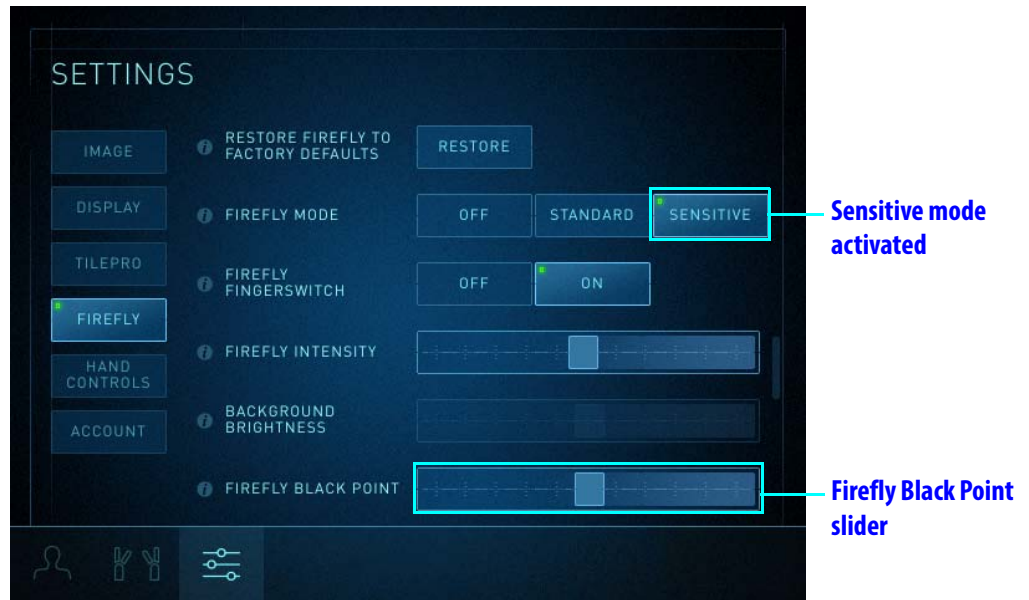 SETTINGS
IMAGE
DISPLAY
TILEPRO
FIREFLY
HAND
CONTROLS
ACCOUNT
RESTORE FIREFLY TO
FACTORY DEFAULTS
RESTORE
FIREFLY MODE
OFF
STANDARD
SENSITIVE
FIREFLY
FINGERSWITCH
OFF
ON
FIREFLY INTENSITY
BACKGROUND
BRIGHTNESS
FIREFLY BLACK POINT
Sensitive mode
activated
Firefly Black Point
slider